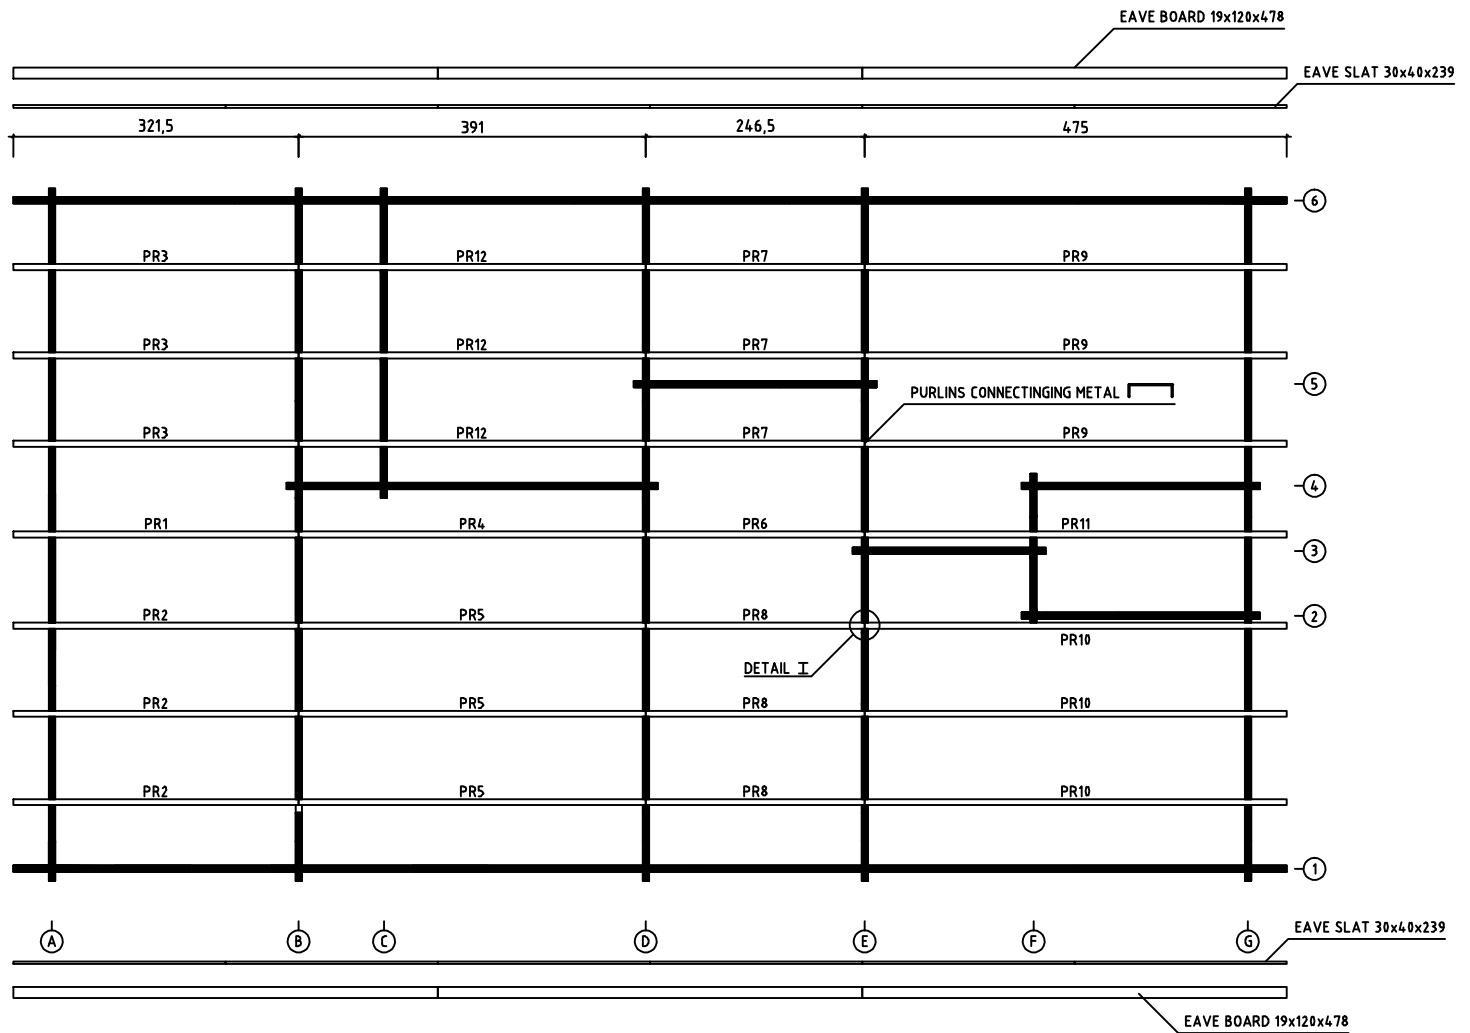 EAVE BOARD 19x120x478
EAVE SLAT 30x40x239
321,5 391 246,5 475
6
PR3 PR12 PR7 PR9
PR3 PR12 PR7 PR9
5
PURLINS CONNECTINGING METAL
PR3 PR12 PR7 PR9
4
PR1 PR4 PR6 PR11
3
PR2 PR5 PR8
2
PR10
DETAIL I
PR2 PR5 PR8 PR10
PR2 PR5 PR8 PR10
1
A B C D E F G
EAVE SLAT 30x40x239
EAVE BOARD 19x120x478